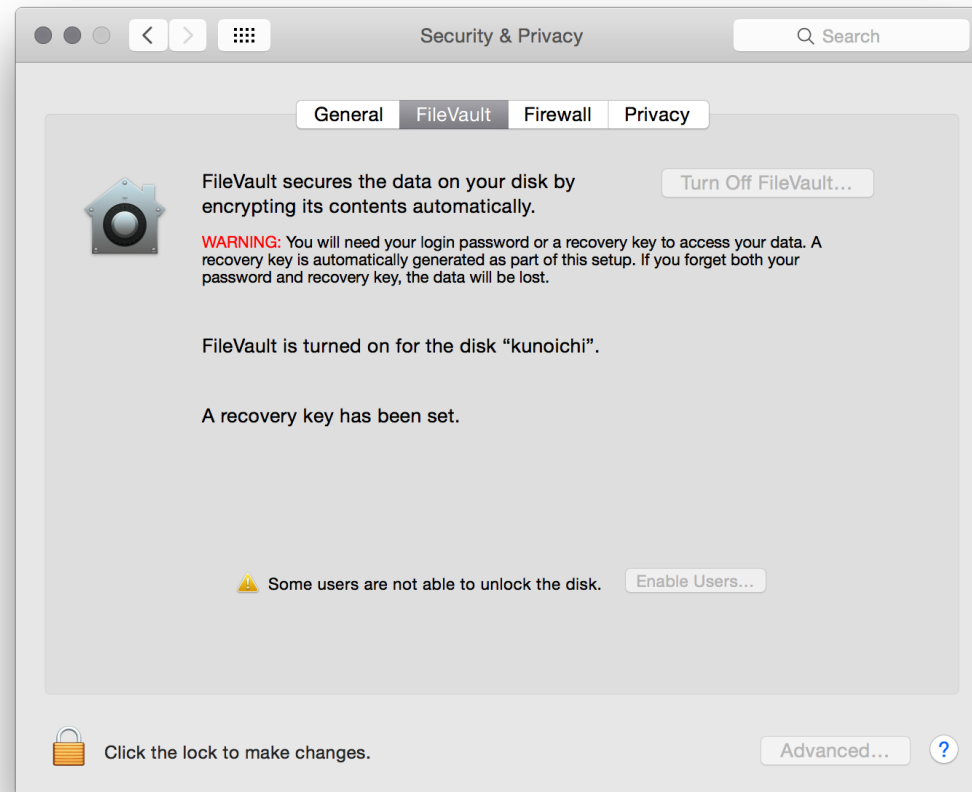 Security & Privacy
Search
General
FileVault
Firewall
Privacy
FileVault secures the data on your disk by
encrypting its contents automatically.
Turn Off FileVault...
WARNING: You will need your login password or a recovery key to access your data. A
recovery key is automatically generated as part of this setup. If you forget both your
password and recovery key, the data will be lost.
FileVault is turned on for the disk “kunoichi”.
A recovery key has been set.
Some users are not able to unlock the disk.
Enable Users...
Click the lock to make changes.
Advanced...
?